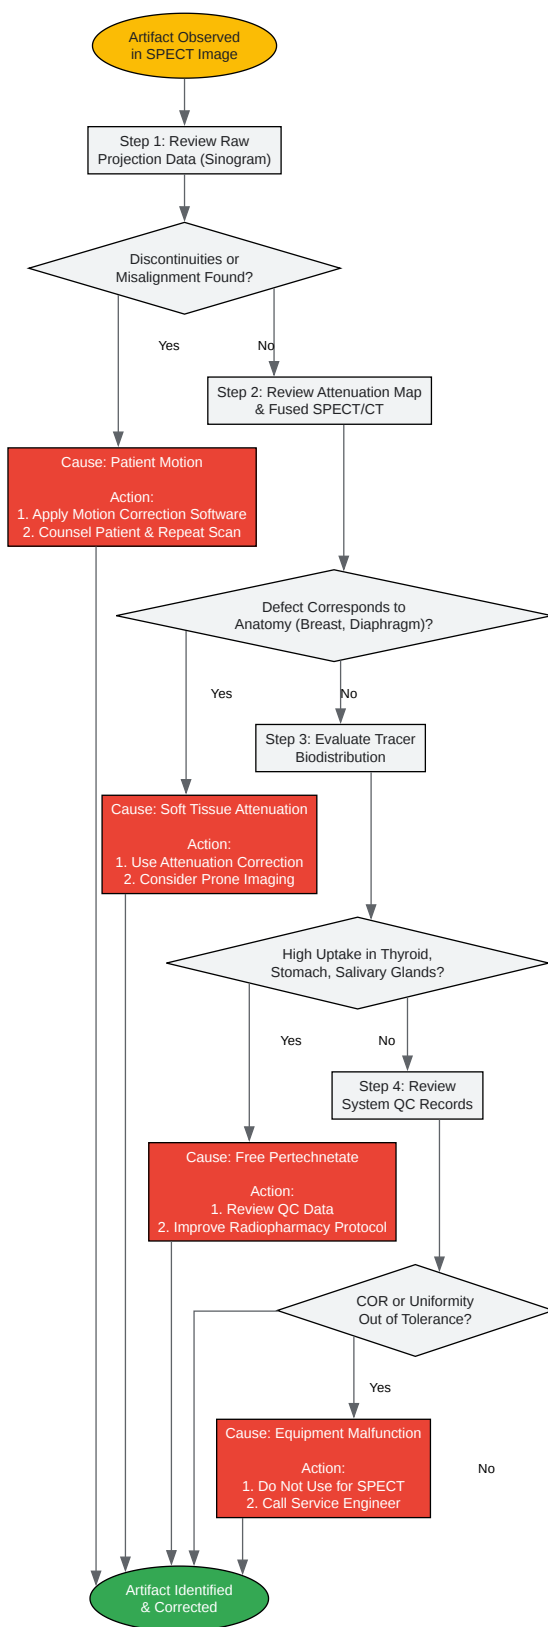 Artifact Observed
in SPECT Image
Step 1: Review Raw
Projection Data (Sinogram)
Discontinuities or
Misalignment Found?
Yes
No
Step 2: Review Attenuation Map
& Fused SPECT/CT
Cause: Patient Motion
Action:
1. Apply Motion Correction Software
2. Counsel Patient & Repeat Scan
Defect Corresponds to
Anatomy (Breast, Diaphragm)?
Yes
No
Step 3: Evaluate Tracer
Biodistribution
Cause: Soft Tissue Attenuation
Action:
1. Use Attenuation Correction
2. Consider Prone Imaging
High Uptake in Thyroid,
Stomach, Salivary Glands?
Yes
No
Step 4: Review
System QC Records
Cause: Free Pertechnetate
Action:
1. Review QC Data
2. Improve Radiopharmacy Protocol
COR or Uniformity
Out of Tolerance?
Yes
Cause: Equipment Malfunction
Action:
1. Do Not Use for SPECT
2. Call Service Engineer
No
Artifact Identified
& Corrected